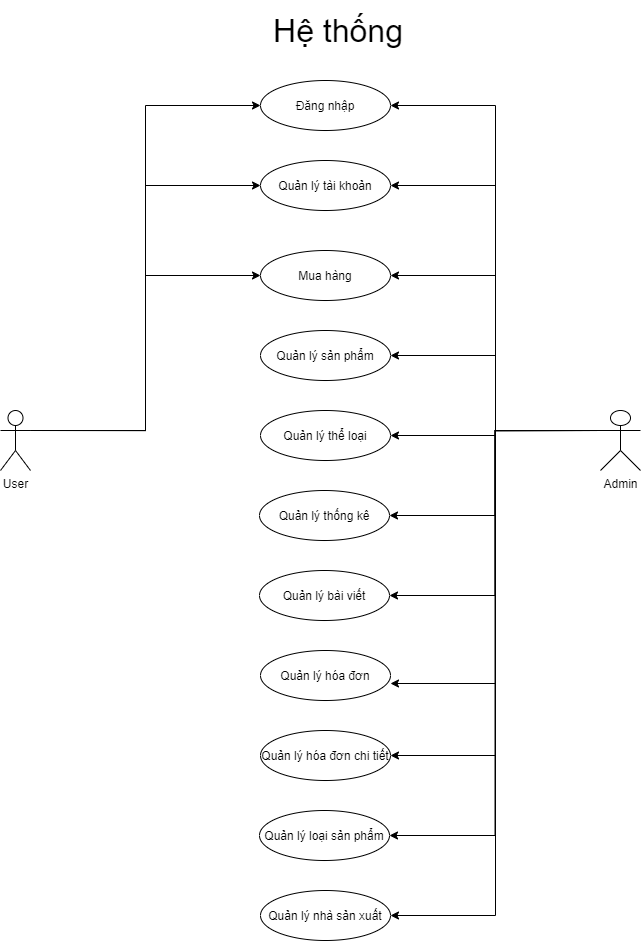 Hệ thống
Đăng nhập
Quản lý tài khoản
Mua hàng
Quản lý sản phẩm
Quản lý thể loại
User
Admin
Quản lý thống kê
Quản lý bài viết
Quản lý hóa đơn
Quản lý hóa đơn chi tiết
Quản lý loại sản phẩm
Quản lý nhà sản xuất